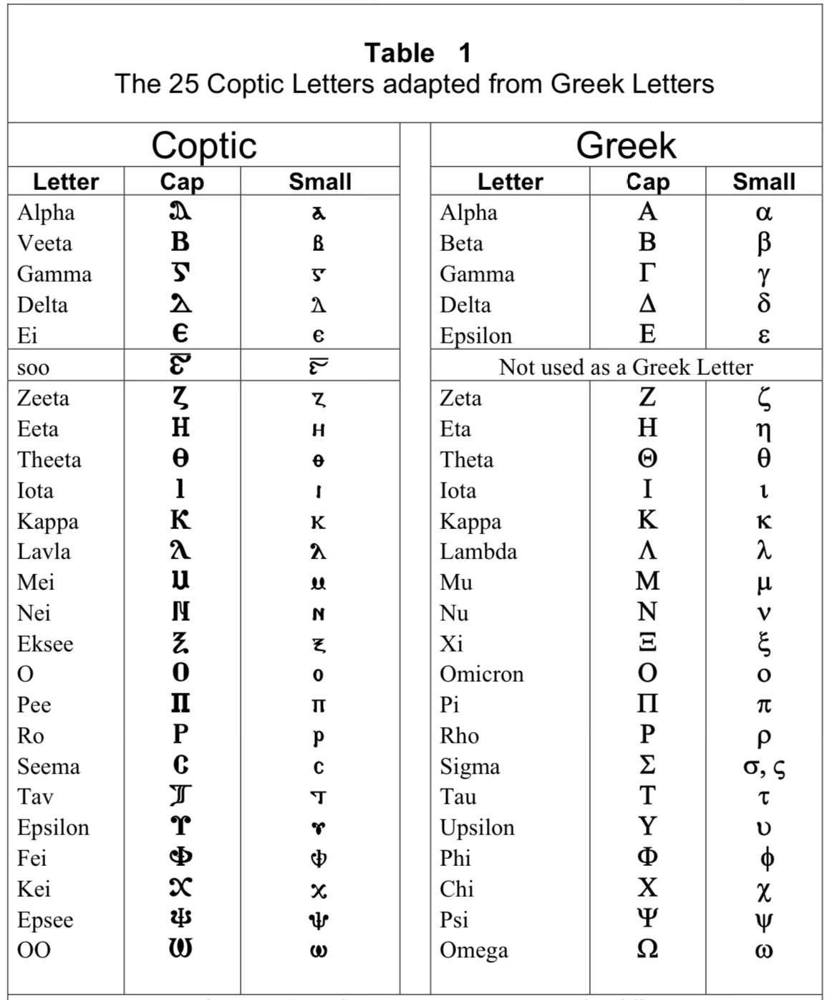 Table 1
The 25 Coptic Letters adapted from Greek Letters
Coptic Greek
Letter Cap Small Letter Cap Small
Alpha Ⲁ ⲁ Alpha Α α
Veeta Ⲃ ⲃ Beta Β β
Gamma Ⲅ ⲅ Gamma Γ γ
Delta Ⲇ ⲇ Delta Δ δ
Ei Ⲉ ⲉ Epsilon Ε ε
soo Ⲋ̅ ⲋ̅ Not used as a Greek Letter
Zeeta Ⲍ ⲍ Zeta Ζ ζ
Eeta Ⲏ ⲏ Eta Η η
Theeta Ⲑ ⲑ Theta Θ θ
Iota Ⲓ ⲓ Iota Ι ι
Kappa Ⲕ ⲕ Kappa Κ κ
Lavla Ⲗ ⲗ Lambda Λ λ
Mei Ⲙ ⲙ Mu Μ μ
Nei Ⲛ ⲛ Nu Ν ν
Eksee Ⲝ ⲝ Xi Ξ ξ
O Ⲟ ⲟ Omicron Ο ο
Pee Ⲡ ⲡ Pi Π π
Ro Ⲣ ⲣ Rho Ρ ρ
Seema Ⲥ ⲥ Sigma Σ σ, ς
Tav Ⲧ ⲧ Tau Τ τ
Epsilon Ⲩ ⲩ Upsilon Υ υ
Fei Ⲫ ⲫ Phi Φ ϕ
Kei Ⲭ ⲭ Chi Χ χ
Epsee Ⲯ ⲯ Psi Ψ ψ
OO Ⲱ ⲱ Omega Ω ω